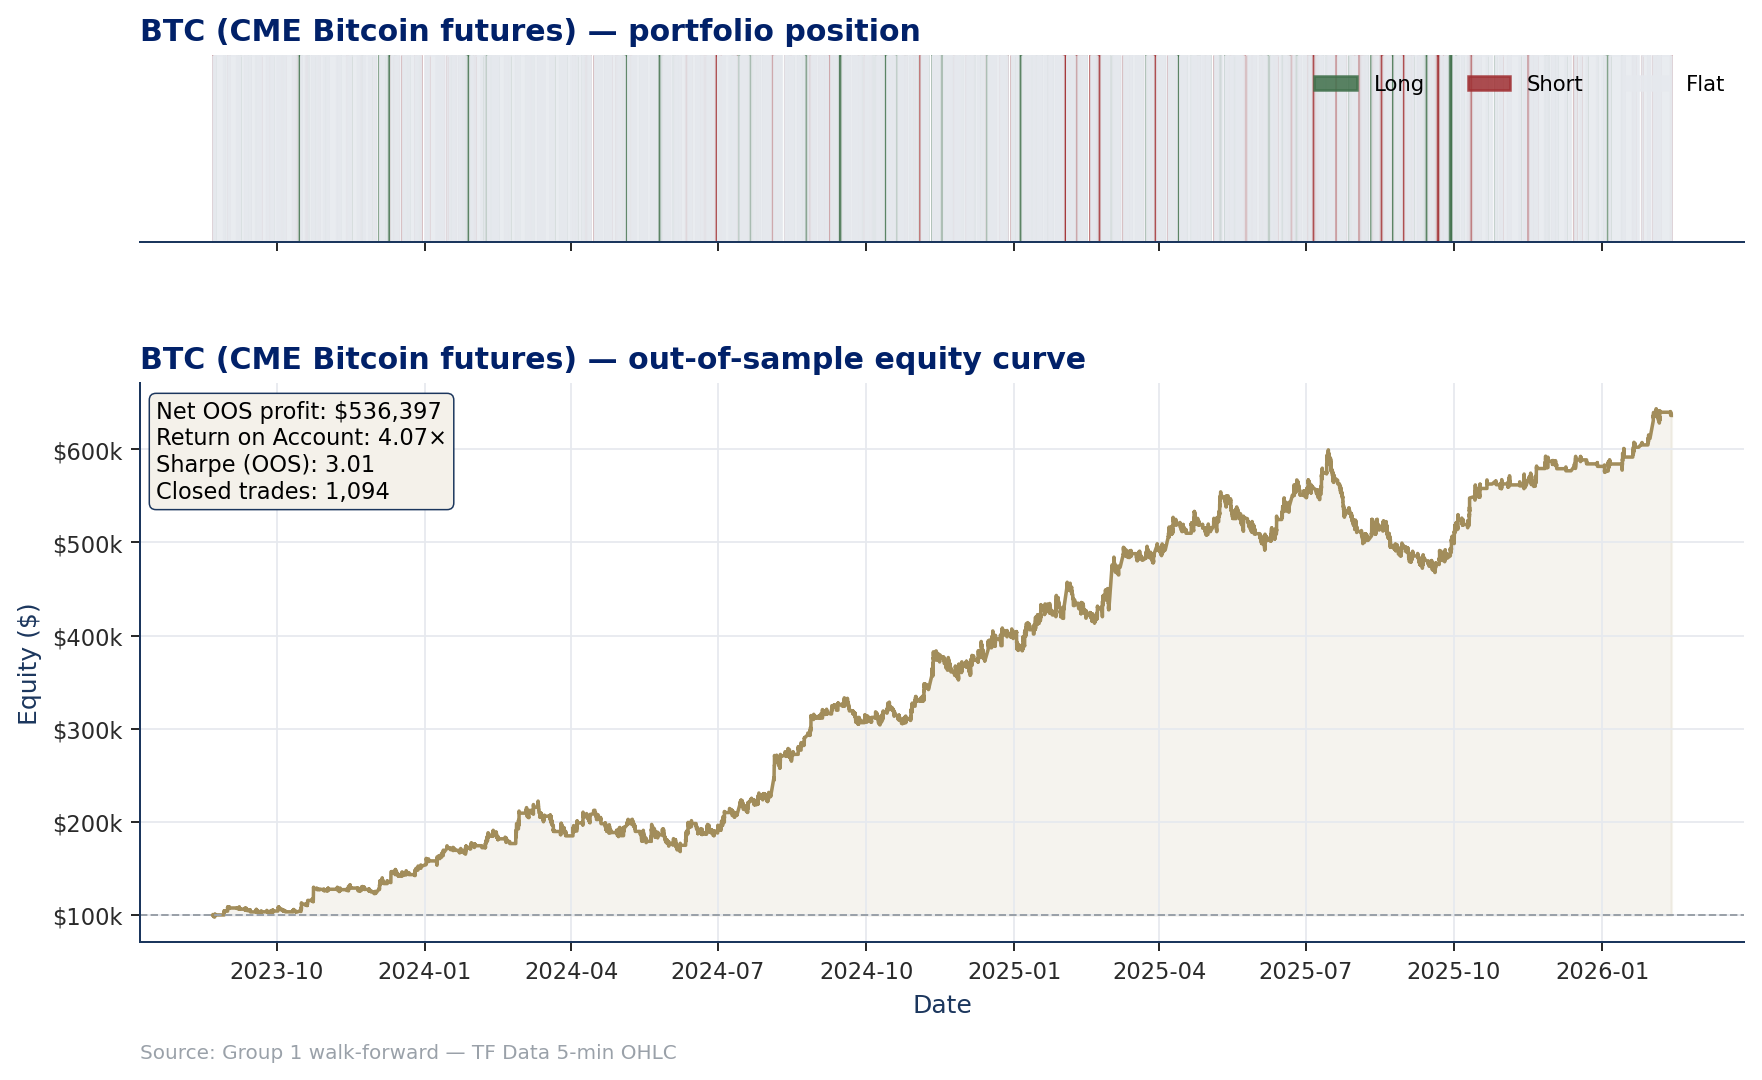 BTC (CME Bitcoin futures) — portfolio position
Long Short Flat
BTC (CME Bitcoin futures) — out-of-sample equity curve
Net OOS profit: $536,397
Return on Account: 4.07×
Sharpe (OOS): 3.01
Closed trades: 1,094
$600k
$500k
$400k
$300k
$200k
$100k
Equity ($)
2023-10 2024-01 2024-04 2024-07 2024-10 2025-01 2025-04 2025-07 2025-10 2026-01
Date
Source: Group 1 walk-forward — TF Data 5-min OHLC